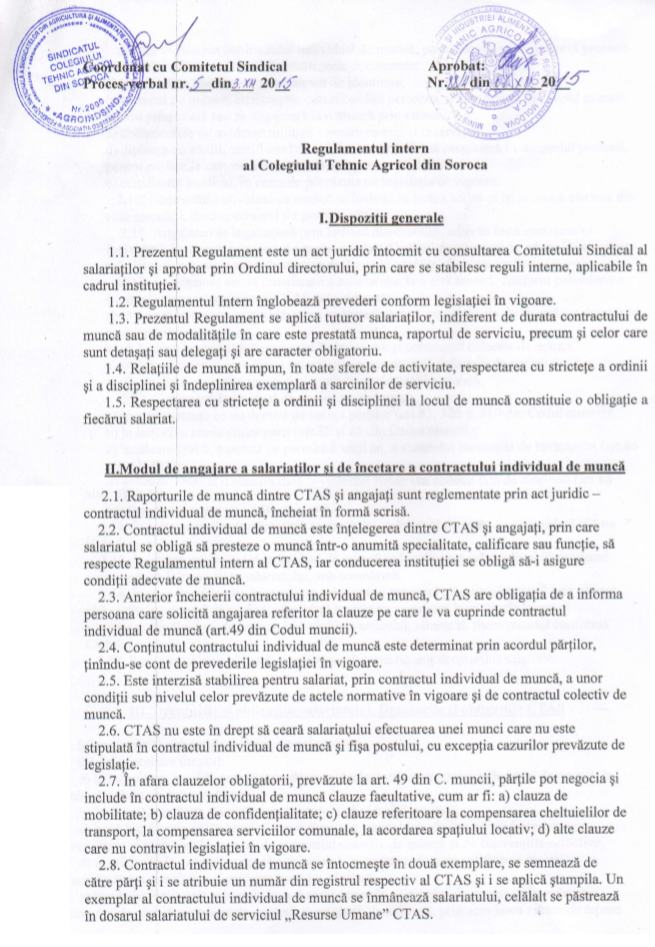 SINDICATUL
COLEGIULUI
TEHNIC AGRICOL
DIN SOROCA
Nr.2005
"AGROINDSIND"
Coordonat cu Comitetul Sindical
Aprobat:
Proces-verbal nr. 5 din 3.XII 2015
Nr. din 2015
Regulamentul intern
al Colegiului Tehnic Agricol din Soroca
I.Dispoziții generale
1.1. Prezentul Regulament este un act juridic întocmit cu consultarea Comitetului Sindical al
salariaților și aprobat prin Ordinul directorului, prin care se stabilesc reguli interne, aplicabile în
cadrul instituției.
1.2. Regulamentul Intern înglobează prevederi conform legislației în vigoare.
1.3. Prezentul Regulament se aplică tuturor salariaților, indiferent de durata contractului de
muncă sau de modalitățile în care este prestată munca, raportul de serviciu, precum și celor care
sunt detașați sau delegați și are caracter obligatoriu.
1.4. Relațiile de muncă impun, în toate sferele de activitate, respectarea cu strictețe a ordinii
și a disciplinei și îndeplinirea exemplară a sarcinilor de serviciu.
1.5. Respectarea cu strictețe a ordinii și disciplinei la locul de muncă constituie o obligație a
fiecărui salariat.
II.Modul de angajare a salariaților și de încetare a contractului individual de muncă
2.1. Raporturile de muncă dintre CTAS și angajați sunt reglementate prin act juridic –
contractul individual de muncă, încheiat în formă scrisă.
2.2. Contractul individual de muncă este înțelegerea dintre CTAS și angajați, prin care
salariatul se obligă să presteze o muncă într-o anumită specialitate, calificare sau funcție, să
respecte Regulamentul intern al CTAS, iar conducerea instituției se obligă să-i asigure
condiții adecvate de muncă.
2.3. Anterior încheierii contractului individual de muncă, CTAS are obligația de a informa
persoana care solicită angajarea referitor la clauze pe care le va cuprinde contractul
individual de muncă (art.49 din Codul muncii).
2.4. Conținutul contractului individual de muncă este determinat prin acordul părților,
ținîndu-se cont de prevederile legislației în vigoare.
2.5. Este interzisă stabilirea pentru salariat, prin contractul individual de muncă, a unor
condiții sub nivelul celor prevăzute de actele normative în vigoare și de contractul colectiv de
muncă.
2.6. CTAS nu este în drept să ceară salariatului efectuarea unei munci care nu este
stipulată în contractul individual de muncă și fișa postului, cu excepția cazurilor prevăzute de
legislație.
2.7. În afara clauzelor obligatorii, prevăzute la art. 49 din C. muncii, părțile pot negocia și
include în contractul individual de muncă clauze facultative, cum ar fi: a) clauza de
mobilitate; b) clauza de confidențialitate; c) clauze referitoare la compensarea cheltuielilor de
transport, la compensarea serviciilor comunale, la acordarea spațiului locativ; d) alte clauze
care nu contravin legislației în vigoare.
2.8. Contractul individual de muncă se întocmește în două exemplare, se semnează de
către părți și i se atribuie un număr din registrul respectiv al CTAS și i se aplică ștampila. Un
exemplar al contractului individual de muncă se înmânează salariatului, celălalt se păstrează
în dosarul salariatului de serviciul „Resurse Umane” CTAS.